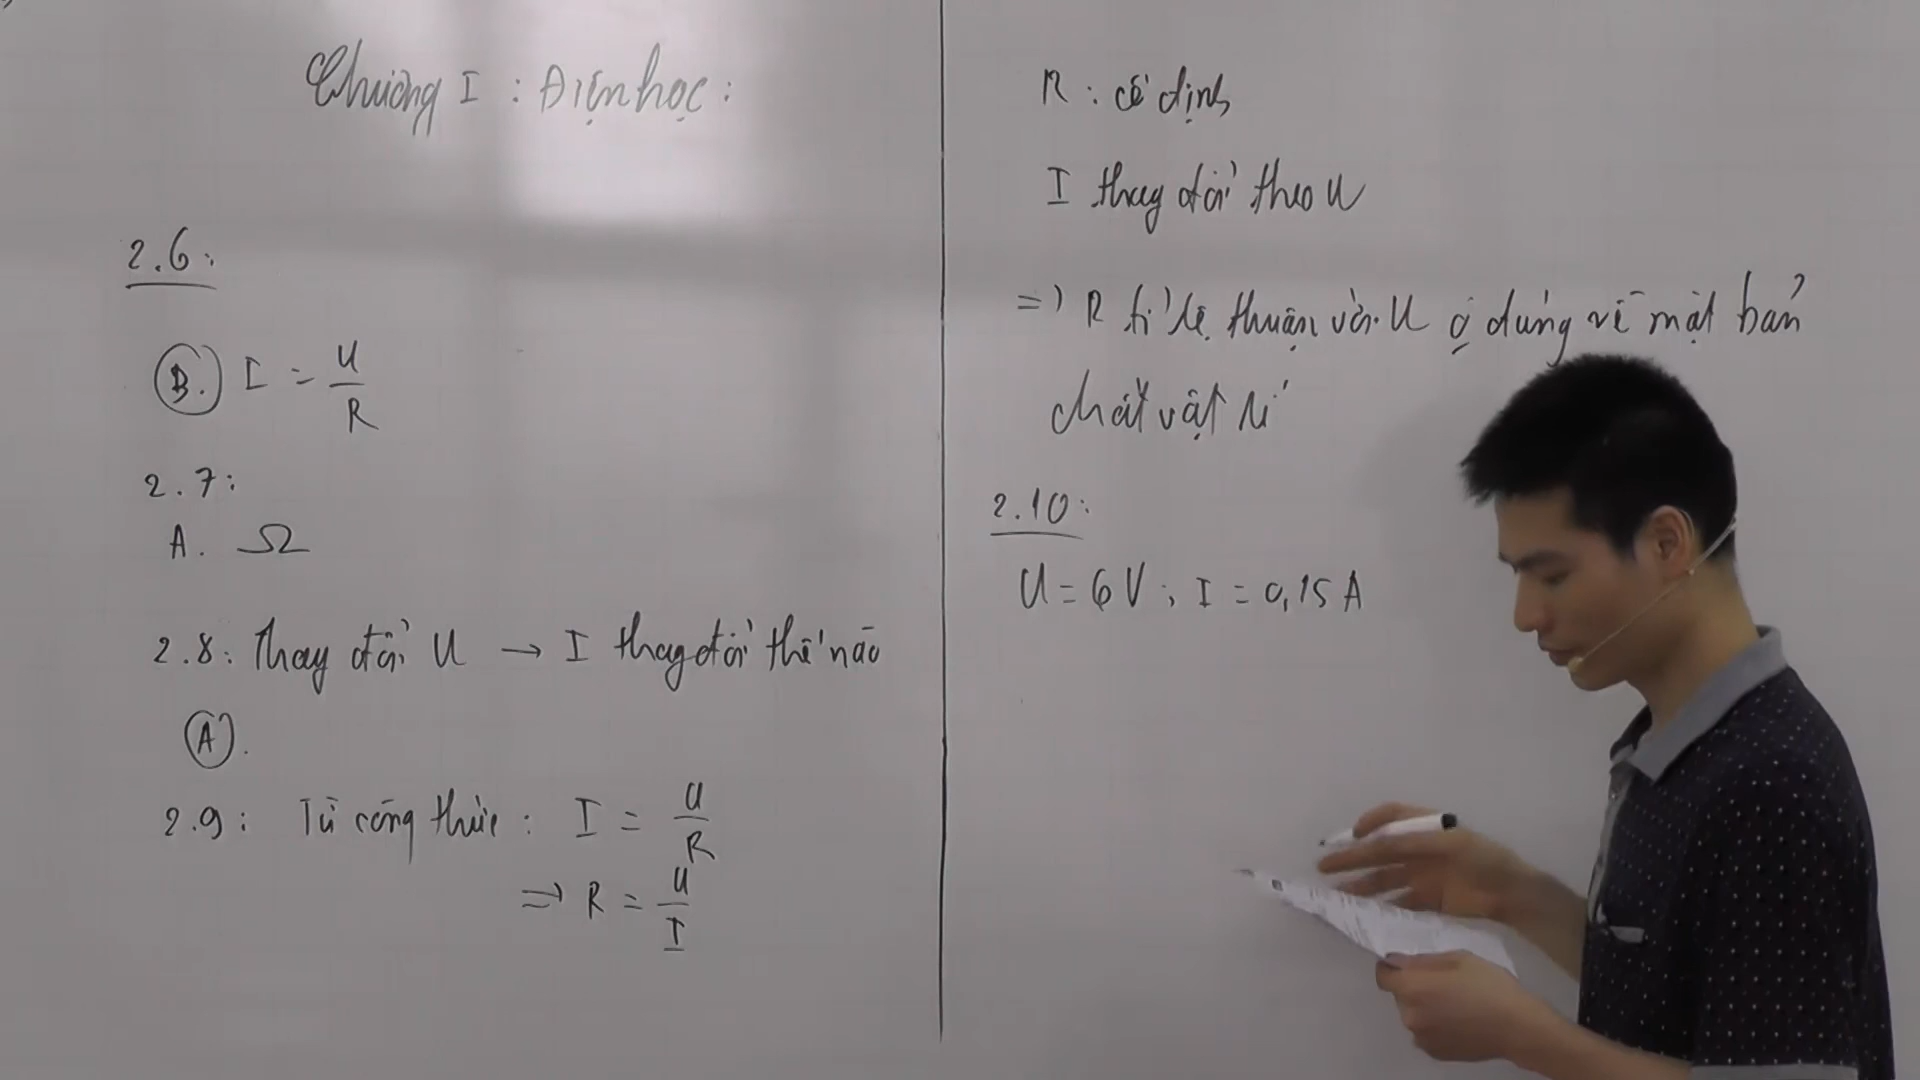 Chương I : Điện học :
2.6:
B. I = U/R
2.7:
A. Ω
2.8: Thay đổi U → I thay đổi thế nào
A.
2.9: Từ công thức : I = U/R
=> R = U/I
R : cố định
I thay đổi theo U
=> R tỉ lệ thuận với U đúng về mặt bản
chất vật lí
2.10:
U = 6V ; I = 0,15A